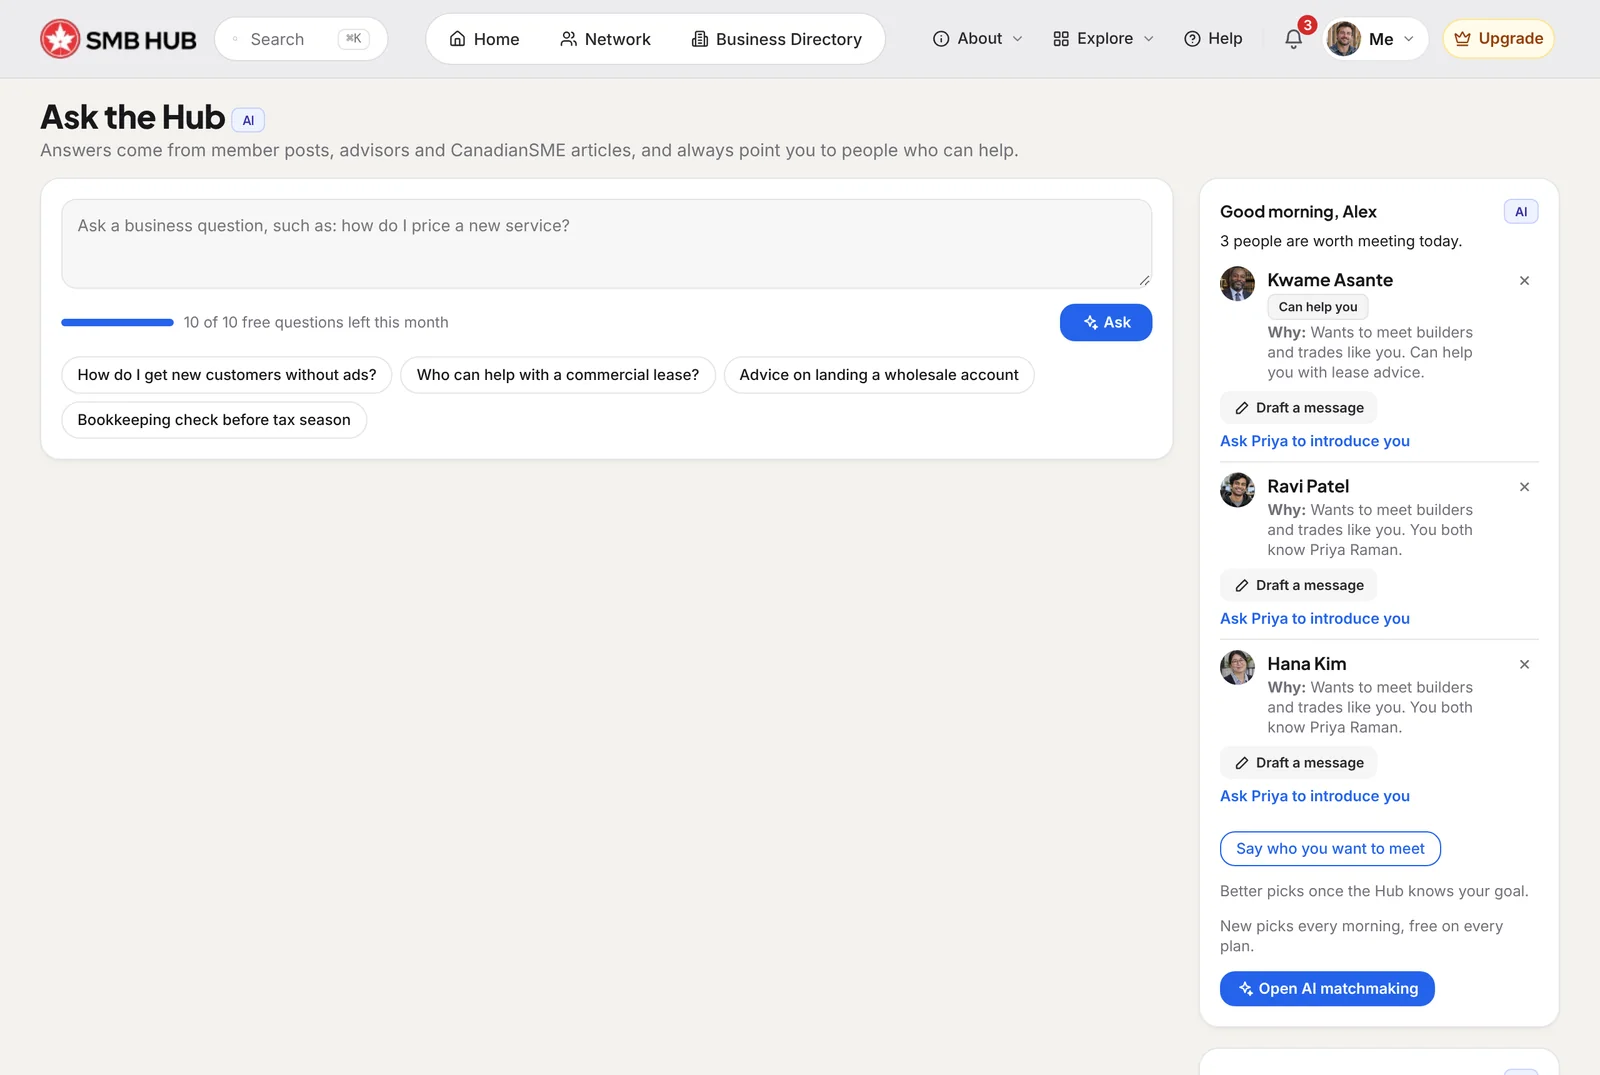 SMB HUB
Search
⌘K
Home
Network
Business Directory
About
Explore
Help
3
Me
Upgrade
Ask the Hub
AI
Answers come from member posts, advisors and CanadianSME articles, and always point you to people who can help.
Ask a business question, such as: how do I price a new service?
10 of 10 free questions left this month
Ask
How do I get new customers without ads?
Who can help with a commercial lease?
Advice on landing a wholesale account
Bookkeeping check before tax season
Good morning, Alex
AI
3 people are worth meeting today.
Kwame Asante
Can help you
Why: Wants to meet builders
and trades like you. Can help
you with lease advice.
Draft a message
Ask Priya to introduce you
Ravi Patel
Why: Wants to meet builders
and trades like you. You both
know Priya Raman.
Draft a message
Ask Priya to introduce you
Hana Kim
Why: Wants to meet builders
and trades like you. You both
know Priya Raman.
Draft a message
Ask Priya to introduce you
Say who you want to meet
Better picks once the Hub knows your goal.
New picks every morning, free on every
plan.
Open AI matchmaking